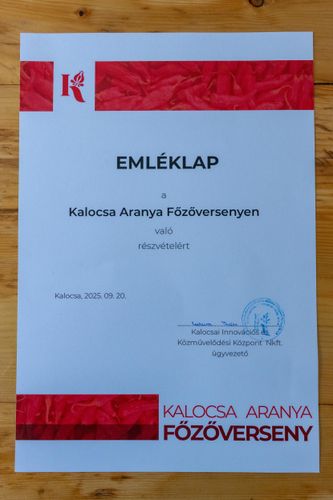 K
EMLÉKLAP
a
Kalocsa Aranya Főzőversenyen
való
részvételért
Kalocsa, 2025. 09. 20.
Kalocsai Innovációs és
Közművelődési Központ Nkft.
ügyvezető
KALOCSA ARANYA
FŐZŐVERSENY